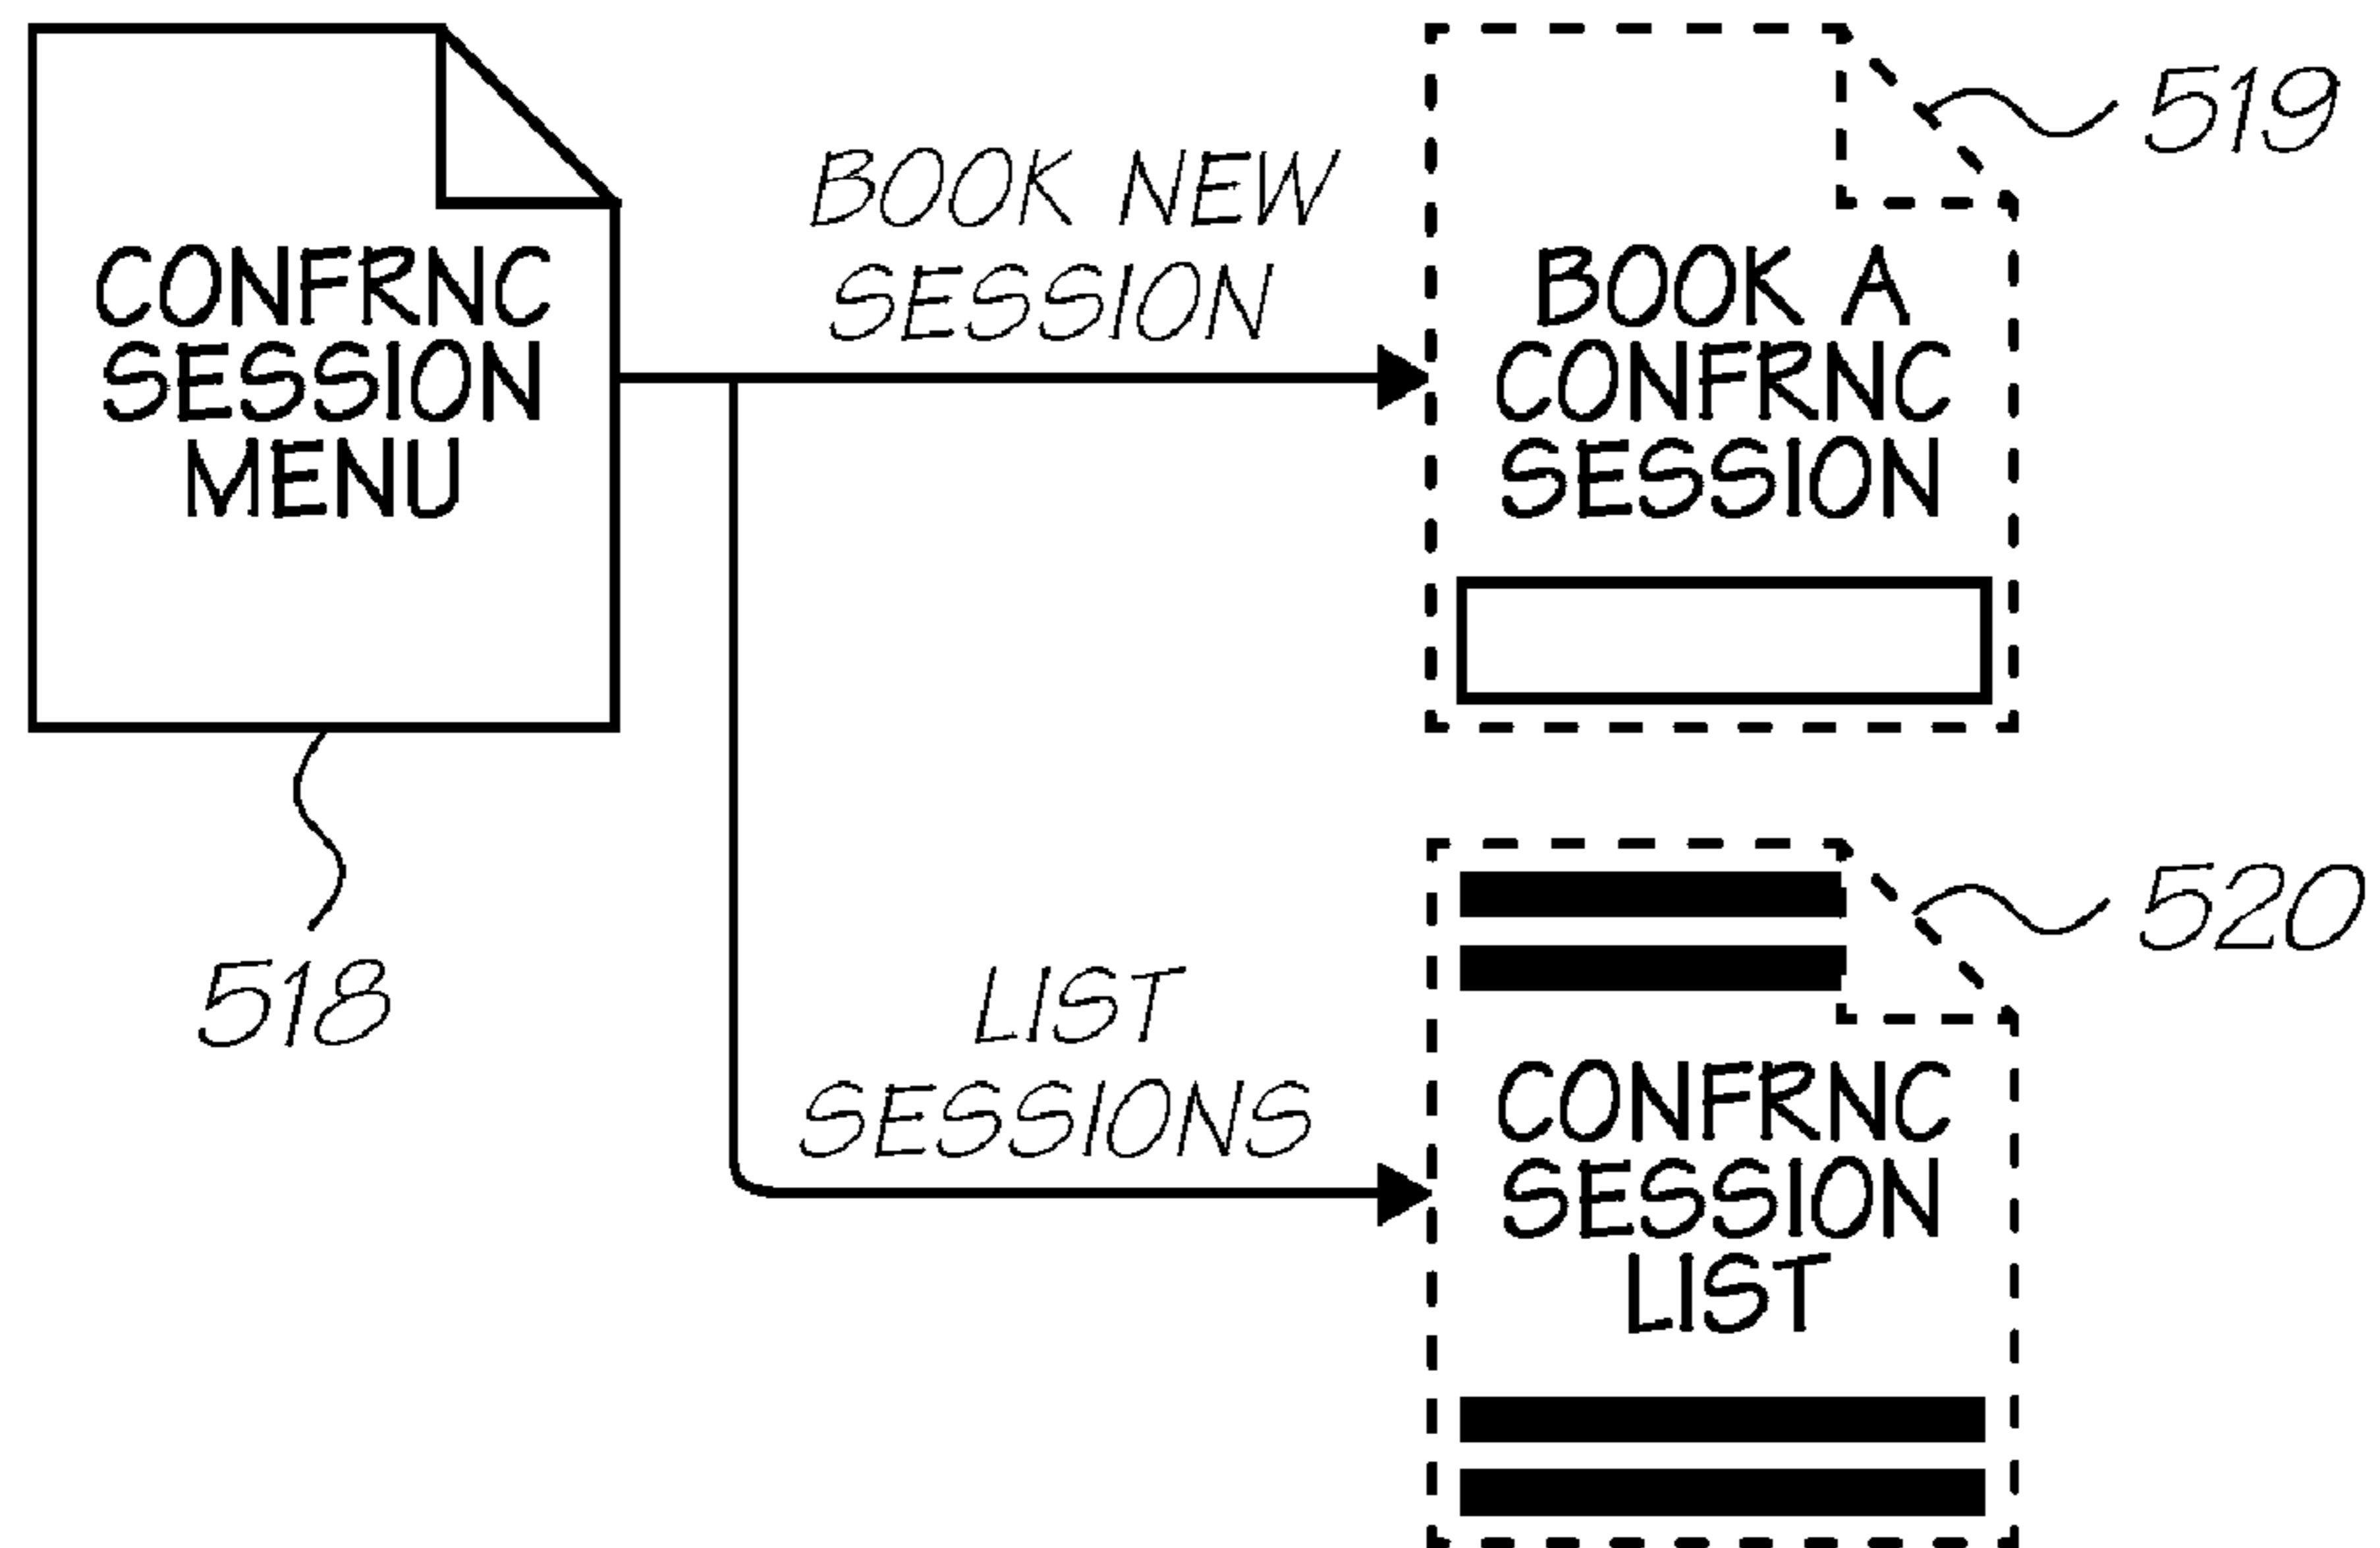 CONFRNC
SESSION
MENU
518
BOOK NEW
SESSION
BOOK A
CONFRNC
SESSION
519
LIST
SESSIONS
CONFRNC
SESSION
LIST
520